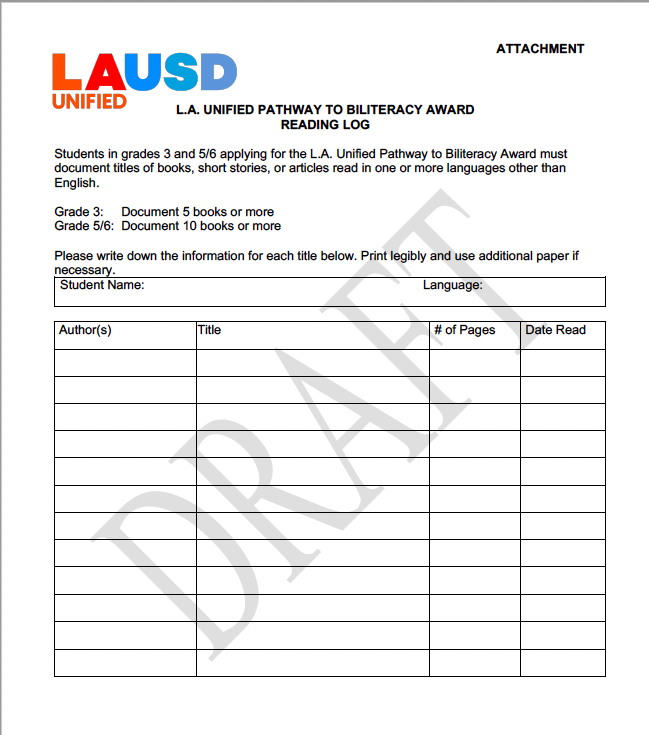 ATTACHMENT
LAUSD
UNIFIED
L.A. UNIFIED PATHWAY TO BILITERACY AWARD
READING LOG
Students in grades 3 and 5/6 applying for the L.A. Unified Pathway to Biliteracy Award must
document titles of books, short stories, or articles read in one or more languages other than
English.
Grade 3: Document 5 books or more
Grade 5/6: Document 10 books or more
Please write down the information for each title below. Print legibly and use additional paper if
necessary.
Student Name: Language:
Author(s) Title # of Pages Date Read
DRAFT